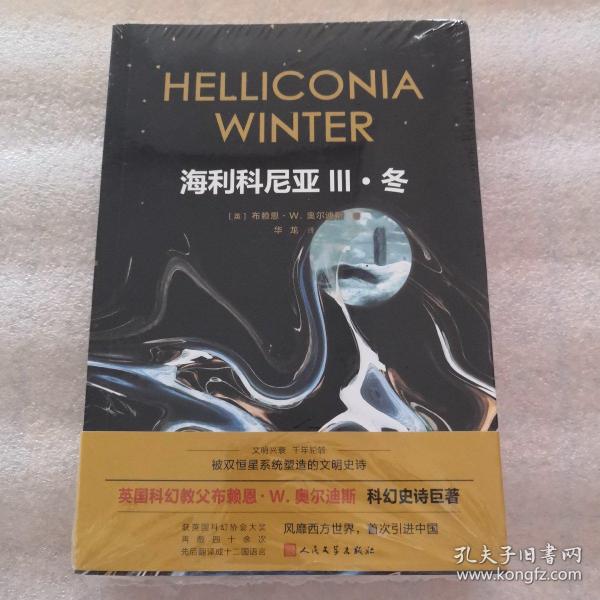 HELLICONIA
WINTER
海利科尼亚 III·冬
[英] 布赖恩·W. 奥尔迪斯 著
华龙 译
文明兴衰 千年轮转
被双恒星系统塑造的文明史诗
英国科幻教父布赖恩·W. 奥尔迪斯 科幻史诗巨著
获英国科幻协会大奖
再版四十余次
先后翻译成十二国语言
风靡西方世界，首次引进中国
人民文学出版社
孔夫子旧书网
www.kongfz.com